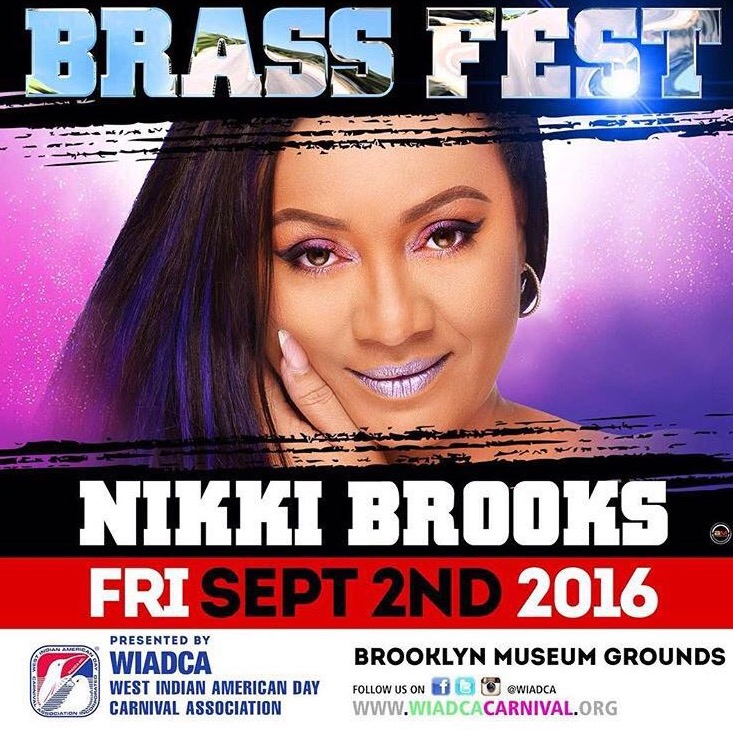 BRASS FEST
NIKKI BROOKS
FRI SEPT 2ND 2016
PRESENTED BY
WIADCA
WEST INDIAN AMERICAN DAY
CARNIVAL ASSOCIATION
WEST INDIAN AMERICAN DAY
CARNIVAL ASSOCIATION INCORPORATED
BROOKLYN MUSEUM GROUNDS
FOLLOW US ON @WIADCA
WWW.WIADCACARNIVAL.ORG